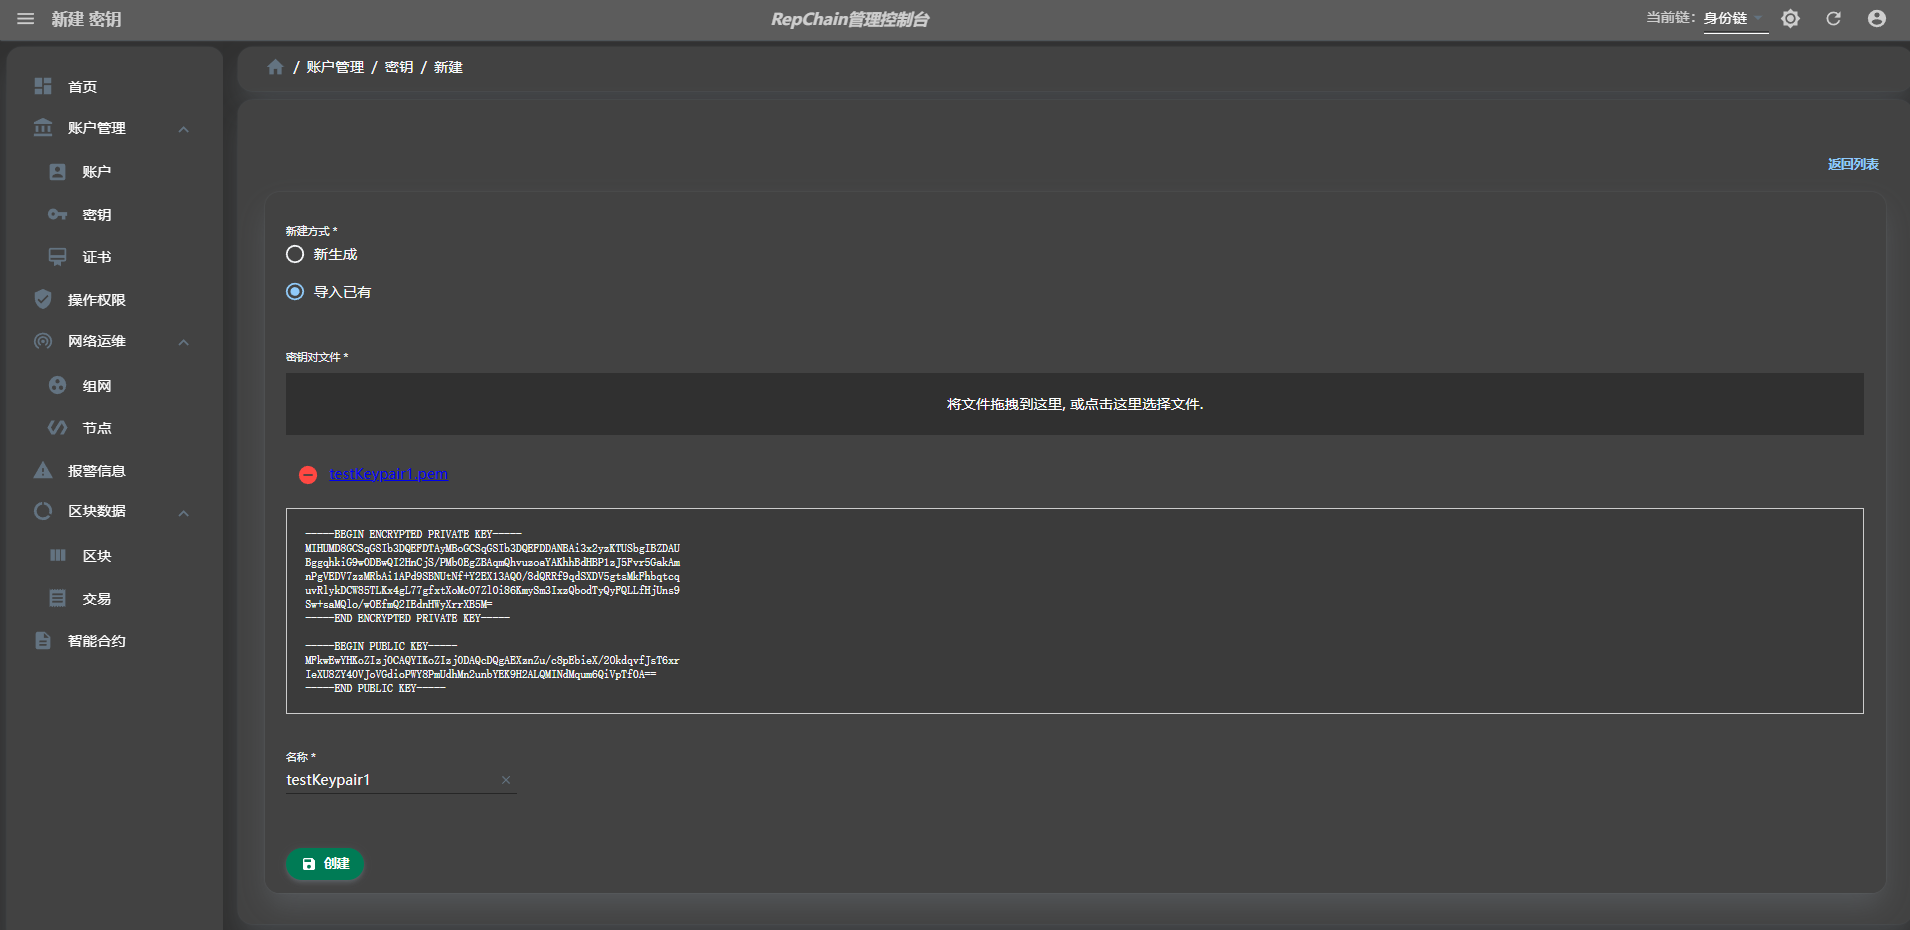 新建 密钥
RepChain管理控制台
当前链: 身份链
首页
账户管理
账户
密钥
证书
操作权限
网络运维
组网
节点
报警信息
区块数据
区块
交易
智能合约
/ 账户管理 / 密钥 / 新建
返回列表
新建方式 *
新生成
导入已有
密钥对文件 *
将文件拖拽到这里, 或点击这里选择文件.
testKeypair1.pem
-----BEGIN ENCRYPTED PRIVATE KEY-----
MIHUMD8GCSqGSIb3DQEFDTAyMBoGCSqGSIb3DQEFDDANBAi3x2yzKTUSbgIBZDAU
BggqhkiG9w0DBwQI2HnCjS/PMb0EgZBAqmQhvuzoaYAKhhBdHBP1zJ5Fvr5GakAm
nPgVEDV7zzMRbAi1APd9SBNUtNf+Y2EX13AQO/8dQRRf9qdSXDV5gtsMkPhbqtcq
uvRlykDCW85TLKx4gL77gfxtXoMcO7ZlOi86KmySm3IxzQbodTyQyFQLLfHjUns9
Sw+saMQlo/w0EfmQ2IEdnHWyXrrXB5M=
-----END ENCRYPTED PRIVATE KEY-----
-----BEGIN PUBLIC KEY-----
MFkwEwYHKoZIzj0CAQYIKoZIzj0DAQcDQgAEXznZu/c8pEbieX/20kdqvfJsT6xr
IeXU8ZY40VJoVGdioPWY8PmUdhMn2unbYEK9H2ALQMINdMqum6QiVpTfOA==
-----END PUBLIC KEY-----
名称 *
testKeypair1
创建